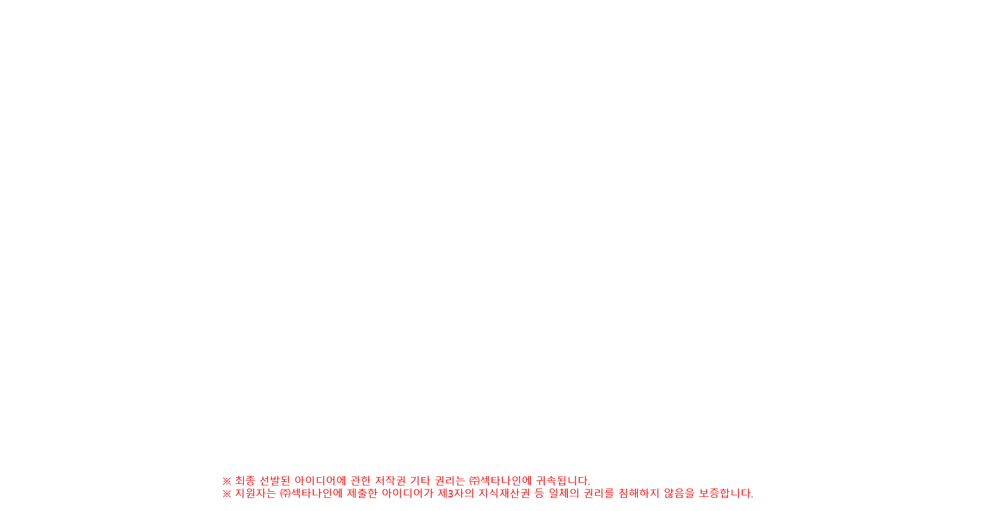 ※ 최종 선발된 아이디어에 관한 저작권 기타 권리는 ㈜섹타나인에 귀속됩니다.
※ 지원자는 ㈜섹타나인에 제출한 아이디어가 제3자의 지식재산권 등 일체의 권리를 침해하지 않음을 보증합니다.